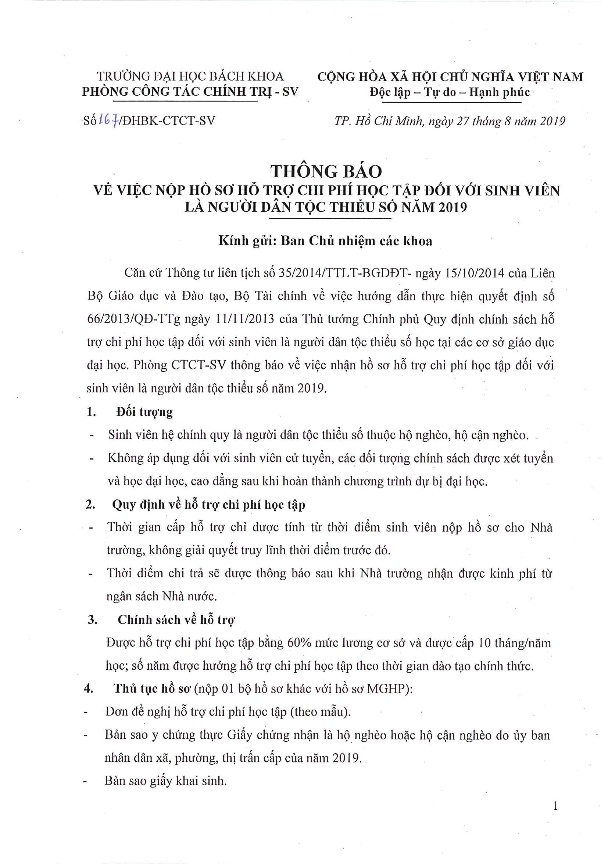 TRƯỜNG ĐẠI HỌC BÁCH KHOA
PHÒNG CÔNG TÁC CHÍNH TRỊ - SV
Số 167/ĐHBK-CTCT-SV
CỘNG HÒA XÃ HỘI CHỦ NGHĨA VIỆT NAM
Độc lập – Tự do – Hạnh phúc
TP. Hồ Chí Minh, ngày 27 tháng 8 năm 2019
THÔNG BÁO
VỀ VIỆC NỘP HỒ SƠ HỖ TRỢ CHI PHÍ HỌC TẬP ĐỐI VỚI SINH VIÊN
LÀ NGƯỜI DÂN TỘC THIỂU SỐ NĂM 2019
Kính gửi: Ban Chủ nhiệm các khoa
Căn cứ Thông tư liên tịch số 35/2014/TTLT-BGDĐT- ngày 15/10/2014 của Liên
Bộ Giáo dục và Đào tạo, Bộ Tài chính về việc hướng dẫn thực hiện quyết định số
66/2013/QĐ-TTg ngày 11/11/2013 của Thủ tướng Chính phủ Quy định chính sách hỗ
trợ chi phí học tập đối với sinh viên là người dân tộc thiểu số học tại các cơ sở giáo dục
đại học. Phòng CTCT-SV thông báo về việc nhận hồ sơ hỗ trợ chi phí học tập đối với
sinh viên là người dân tộc thiểu số năm 2019.
1. Đối tượng
- Sinh viên hệ chính quy là người dân tộc thiểu số thuộc hộ nghèo, hộ cận nghèo.
- Không áp dụng đối với sinh viên cử tuyển, các đối tượng chính sách được xét tuyển
và học đại học, cao đẳng sau khi hoàn thành chương trình dự bị đại học.
2. Quy định về hỗ trợ chi phí học tập
- Thời gian cấp hỗ trợ chỉ được tính từ thời điểm sinh viên nộp hồ sơ cho Nhà
trường, không giải quyết truy lĩnh thời điểm trước đó.
- Thời điểm chi trả sẽ được thông báo sau khi Nhà trường nhận được kinh phí từ
ngân sách Nhà nước.
3. Chính sách về hỗ trợ
Được hỗ trợ chi phí học tập bằng 60% mức lương cơ sở và được cấp 10 tháng/năm
học; số năm được hưởng hỗ trợ chi phí học tập theo thời gian đào tạo chính thức.
4. Thủ tục hồ sơ (nộp 01 bộ hồ sơ khác với hồ sơ MGHP):
- Đơn đề nghị hỗ trợ chi phí học tập (theo mẫu).
- Bản sao y chứng thực Giấy chứng nhận là hộ nghèo hoặc hộ cận nghèo do ủy ban
nhân dân xã, phường, thị trấn cấp của năm 2019.
- Bản sao giấy khai sinh.
1